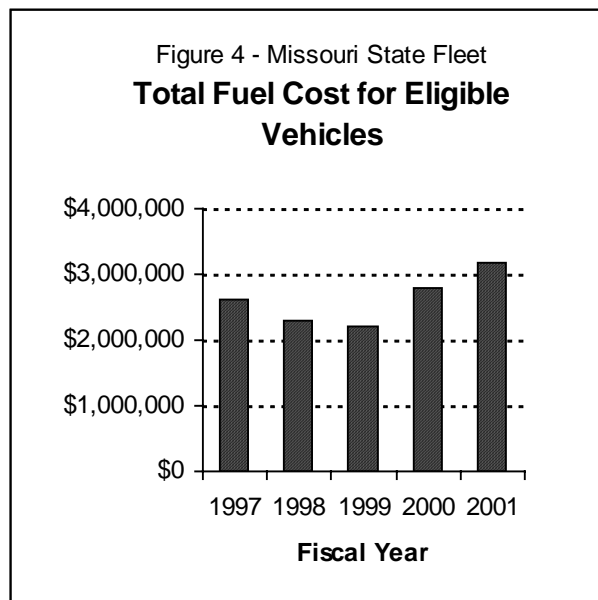 Figure 4 - Missouri State Fleet
Total Fuel Cost for Eligible
Vehicles
$4,000,000
$3,000,000
$2,000,000
$1,000,000
$0
1997 1998 1999 2000 2001
Fiscal Year